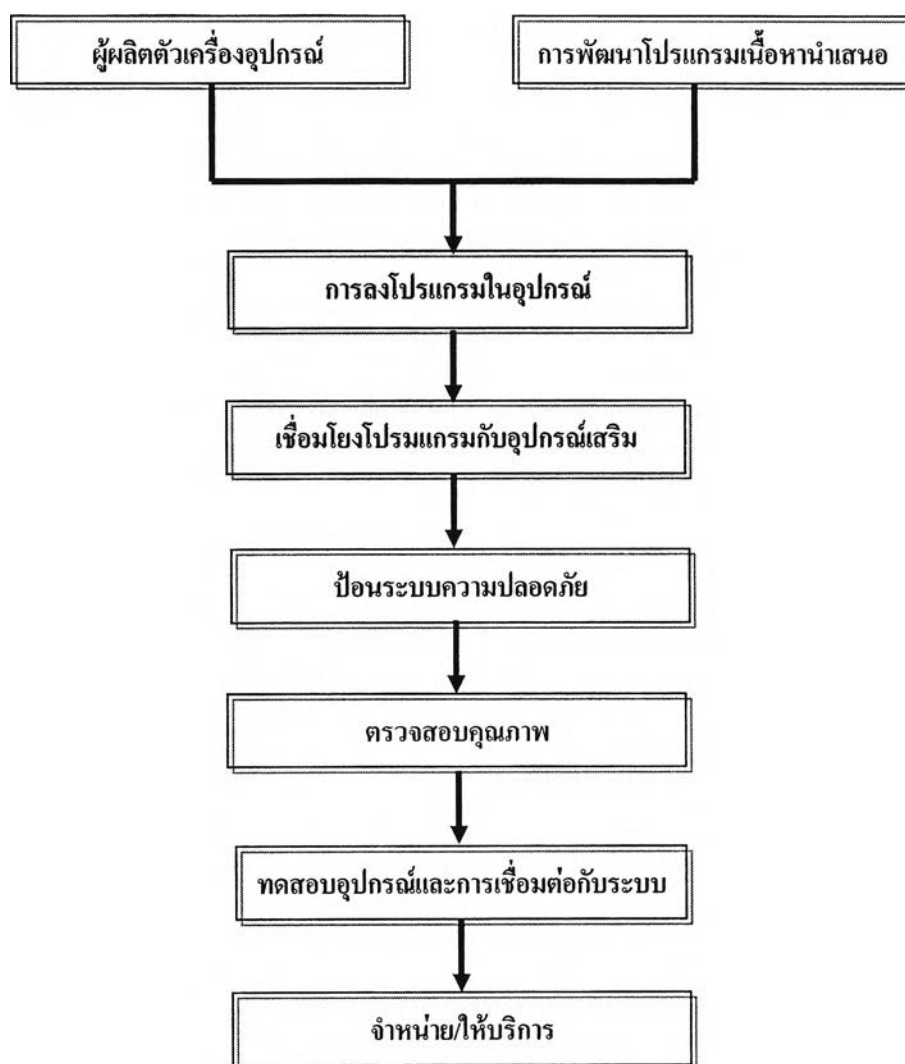 ผู้ผลิตตัวเครื่องอุปกรณ์
การพัฒนาโปรแกรมเนื้อหานำเสนอ
การลงโปรแกรมในอุปกรณ์
เชื่อมโยงโปรมแกรมกับอุปกรณ์เสริม
ป้อนระบบความปลอดภัย
ตรวจสอบคุณภาพ
ทดสอบอุปกรณ์และการเชื่อมต่อกับระบบ
จำหน่าย/ให้บริการ